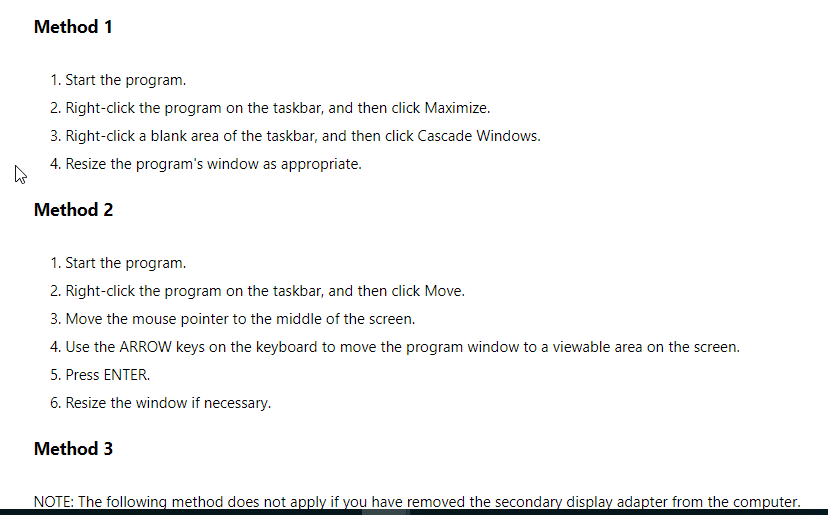 Method 1
1. Start the program.
2. Right-click the program on the taskbar, and then click Maximize.
3. Right-click a blank area of the taskbar, and then click Cascade Windows.
4. Resize the program's window as appropriate.
Method 2
1. Start the program.
2. Right-click the program on the taskbar, and then click Move.
3. Move the mouse pointer to the middle of the screen.
4. Use the ARROW keys on the keyboard to move the program window to a viewable area on the screen.
5. Press ENTER.
6. Resize the window if necessary.
Method 3
NOTE: The following method does not apply if you have removed the secondary display adapter from the computer.